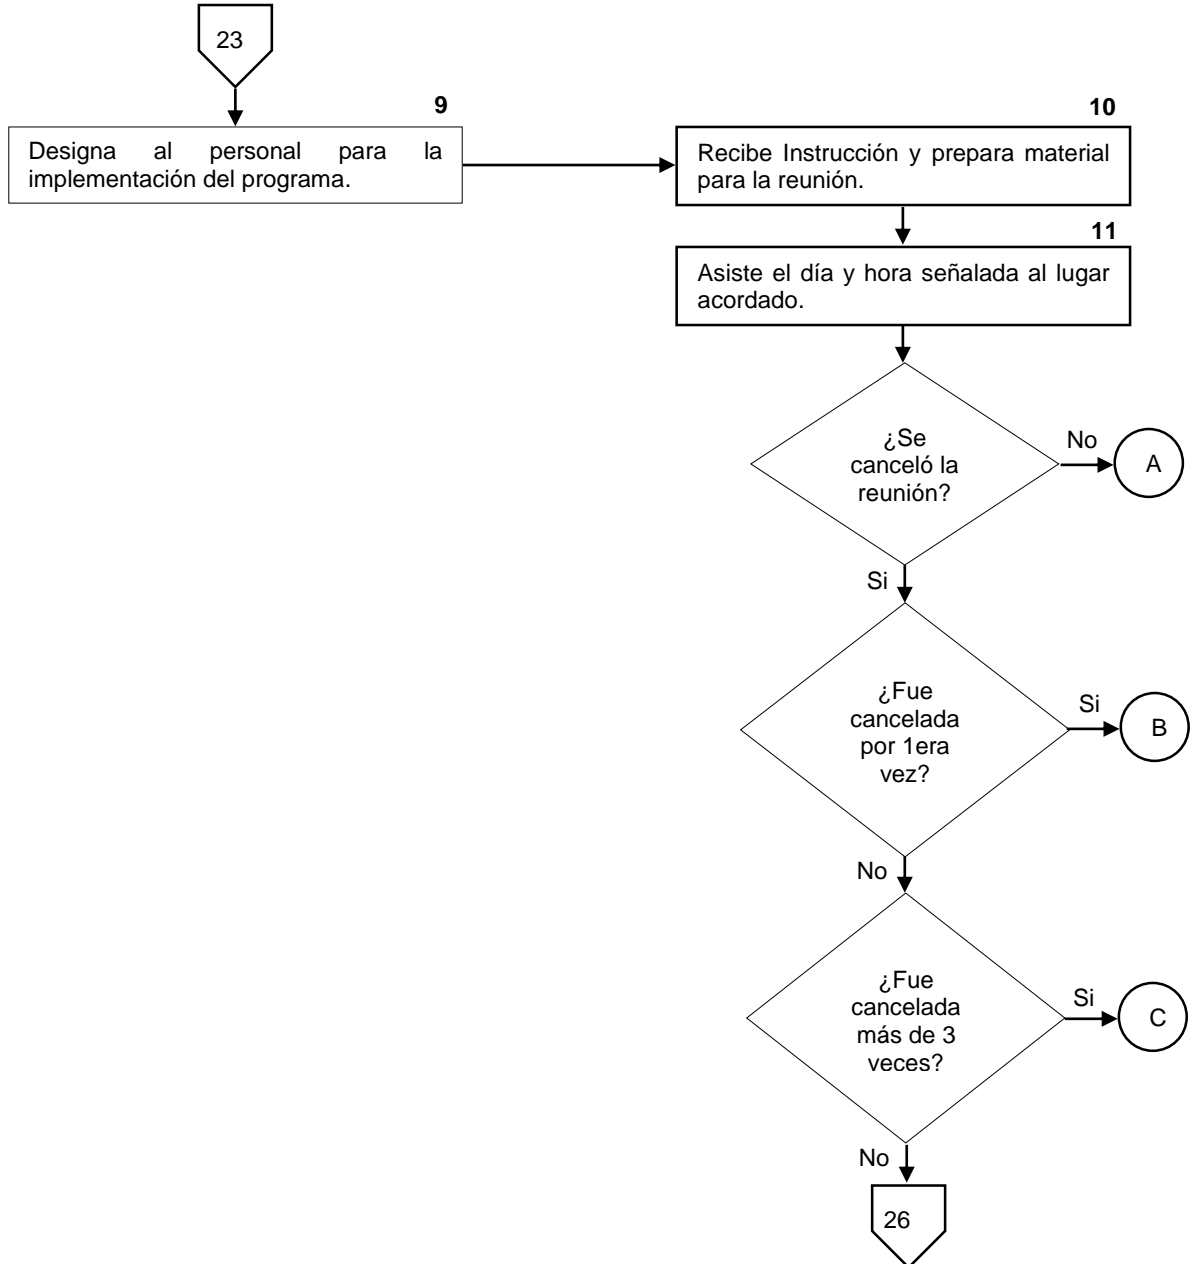 23
9
Designa al personal para la
implementación del programa.
10
Recibe Instrucción y prepara material
para la reunión.
11
Asiste el día y hora señalada al lugar
acordado.
¿Se
canceló la
reunión?
No
A
Si
¿Fue
cancelada
por 1era
vez?
Si
B
No
¿Fue
cancelada
más de 3
veces?
Si
C
No
26